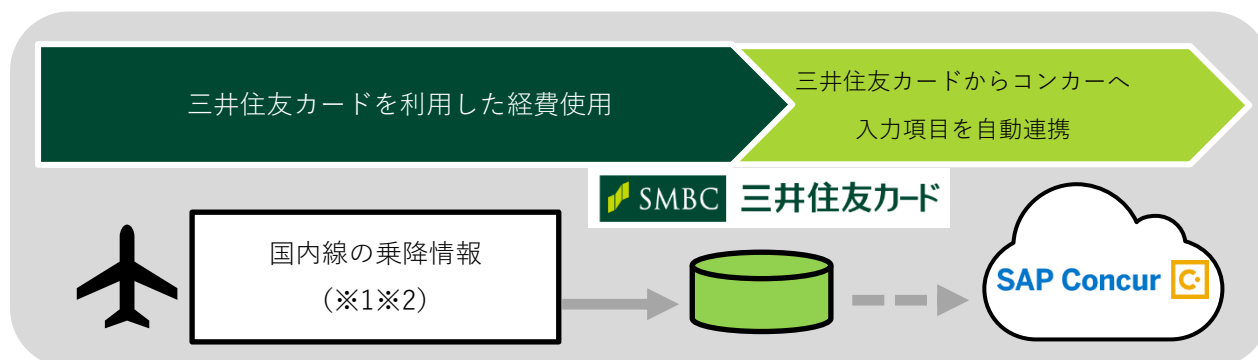 三井住友カードを利用した経費使用
三井住友カードからコンカーへ
入力項目を自動連携
SMBC 三井住友カード
国内線の乗降情報
(※1※2)
SAP Concur C.